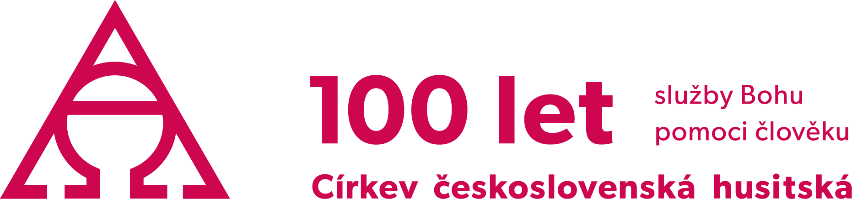 100 let
služby Bohu
pomoci člověku
Církev československá husitská